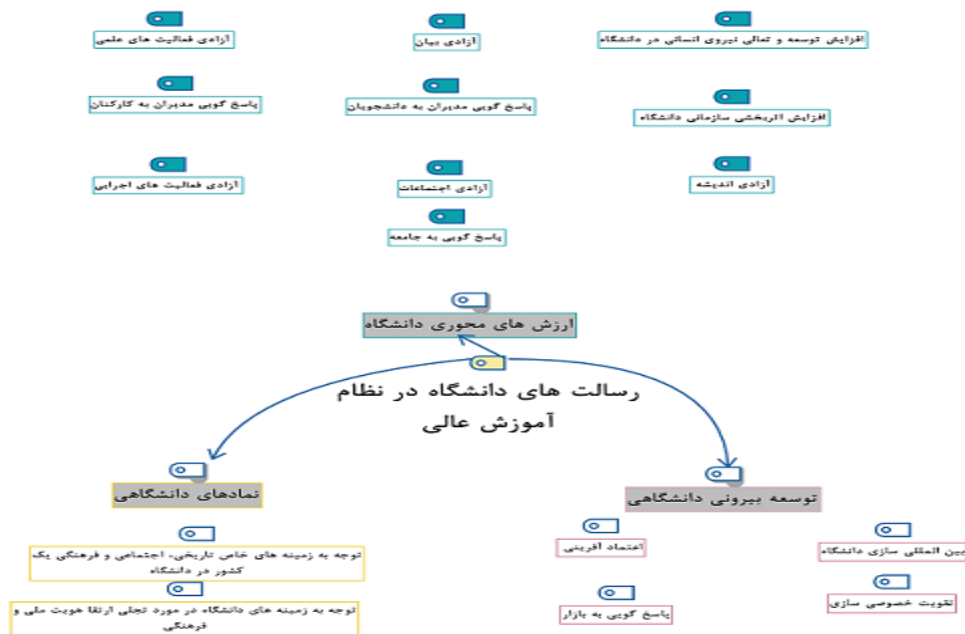 افزایش توسعه و تعالی نیروی انسانی در دانشگاه
آزادی بیان
آزادی فعالیت های علمی
افزایش اثربخشی سازمانی دانشگاه
پاسخ گویی مدیران به دانشجویان
پاسخ گویی مدیران به کارکنان
آزادی اندیشه
آزادی اجتماعات
آزادی فعالیت های اجرایی
پاسخ گویی به جامعه
ارزش های محوری دانشگاه
رسالت های دانشگاه در نظام
آموزش عالی
توسعه بیرونی دانشگاهی
نمادهای دانشگاهی
بین المللی سازی دانشگاه
اعتماد آفرینی
توجه به زمینه های خاص تاریخی، اجتماعی و فرهنگی یک
کشور در دانشگاه
تقویت خصوصی سازی
پاسخ گویی به بازار
توجه به زمینه های دانشگاه در مورد تجلی ارتقا هویت ملی و
فرهنگی